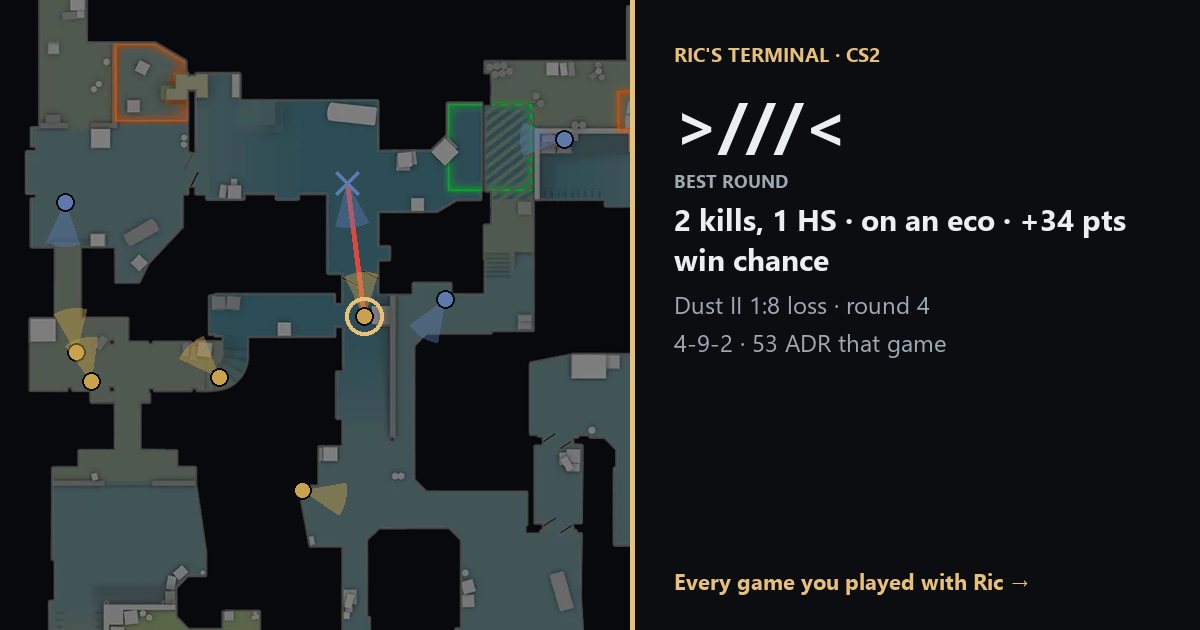 RIC'S TERMINAL · CS2
>///<
BEST ROUND
2 kills, 1 HS · on an eco · +34 pts
win chance
Dust II 1:8 loss · round 4
4-9-2 · 53 ADR that game
Every game you played with Ric →